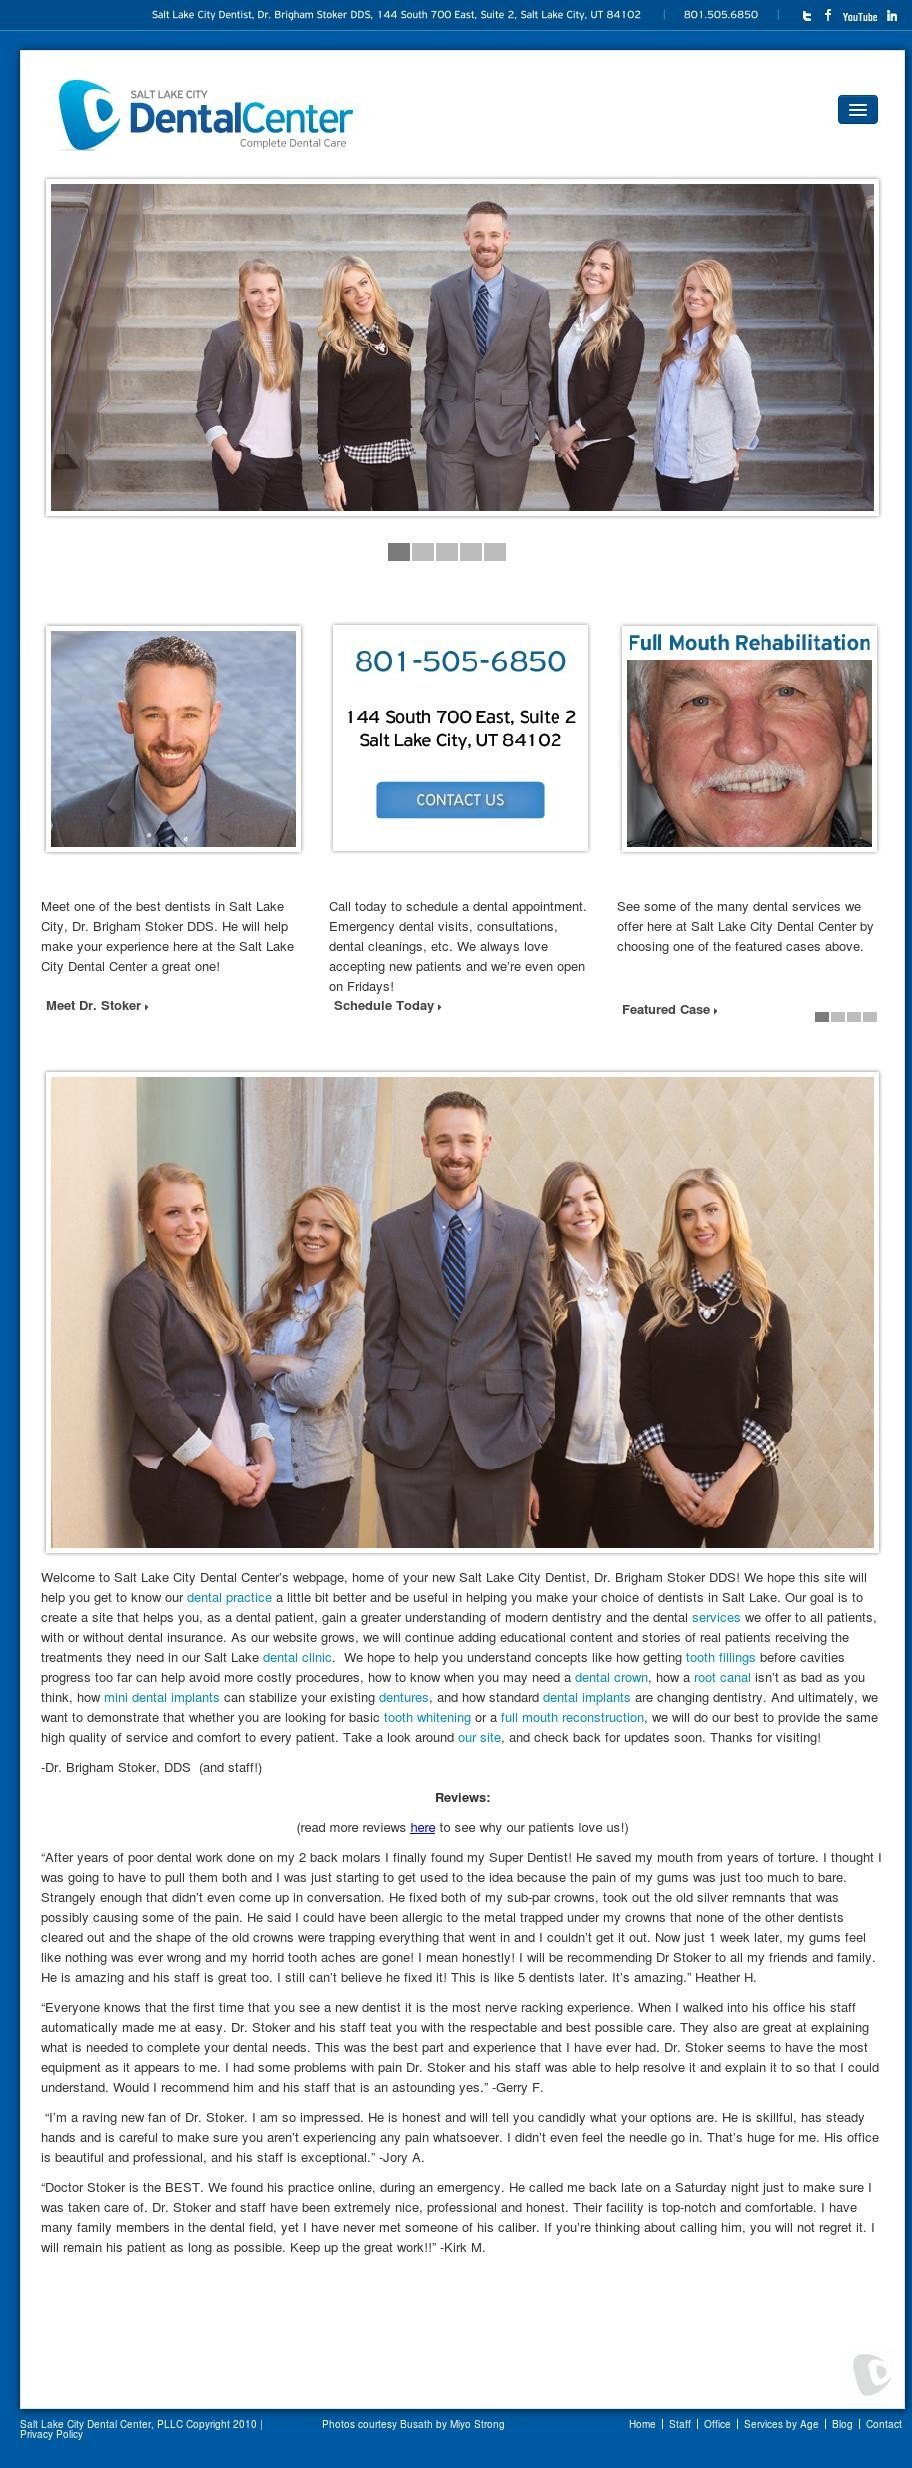 Salt Lake City Dentist, Dr. Brigham Stoker DDS, 144 South 700 East, Suite 2, Salt Lake City, UT 84102 | 801.505.6850 |
YouTube
SALT LAKE CITY
DentalCenter
Complete Dental Care
801-505-6850
144 South 700 East, Suite 2
Salt Lake City, UT 84102
CONTACT US
Full Mouth Rehabilitation
Meet one of the best dentists in Salt Lake
City, Dr. Brigham Stoker DDS. He will help
make your experience here at the Salt Lake
City Dental Center a great one!
Meet Dr. Stoker
Call today to schedule a dental appointment.
Emergency dental visits, consultations,
dental cleanings, etc. We always love
accepting new patients and we're even open
on Fridays!
Schedule Today
See some of the many dental services we
offer here at Salt Lake City Dental Center by
choosing one of the featured cases above.
Featured Case
Welcome to Salt Lake City Dental Center's webpage, home of your new Salt Lake City Dentist, Dr. Brigham Stoker DDS! We hope this site will
help you get to know our dental practice a little bit better and be useful in helping you make your choice of dentists in Salt Lake. Our goal is to
create a site that helps you, as a dental patient, gain a greater understanding of modern dentistry and the dental services we offer to all patients,
with or without dental insurance. As our website grows, we will continue adding educational content and stories of real patients receiving the
treatments they need in our Salt Lake dental clinic.  We hope to help you understand concepts like how getting tooth fillings before cavities
progress too far can help avoid more costly procedures, how to know when you may need a dental crown, how a root canal isn't as bad as you
think, how mini dental implants can stabilize your existing dentures, and how standard dental implants are changing dentistry. And ultimately, we
want to demonstrate that whether you are looking for basic tooth whitening or a full mouth reconstruction, we will do our best to provide the same
high quality of service and comfort to every patient. Take a look around our site, and check back for updates soon. Thanks for visiting!
-Dr. Brigham Stoker, DDS  (and staff!)
Reviews:
(read more reviews here to see why our patients love us!)
“After years of poor dental work done on my 2 back molars I finally found my Super Dentist! He saved my mouth from years of torture. I thought I
was going to have to pull them both and I was just starting to get used to the idea because the pain of my gums was just too much to bare.
Strangely enough that didn't even come up in conversation. He fixed both of my sub-par crowns, took out the old silver remnants that was
possibly causing some of the pain. He said I could have been allergic to the metal trapped under my crowns that none of the other dentists
cleared out and the shape of the old crowns were trapping everything that went in and I couldn't get it out. Now just 1 week later, my gums feel
like nothing was ever wrong and my horrid tooth aches are gone! I mean honestly! I will be recommending Dr Stoker to all my friends and family.
He is amazing and his staff is great too. I still can't believe he fixed it! This is like 5 dentists later. It's amazing.” Heather H.
“Everyone knows that the first time that you see a new dentist it is the most nerve racking experience. When I walked into his office his staff
automatically made me at easy. Dr. Stoker and his staff teat you with the respectable and best possible care. They also are great at explaining
what is needed to complete your dental needs. This was the best part and experience that I have ever had. Dr. Stoker seems to have the most
equipment as it appears to me. I had some problems with pain Dr. Stoker and his staff was able to help resolve it and explain it to so that I could
understand. Would I recommend him and his staff that is an astounding yes.” -Gerry F.
“I'm a raving new fan of Dr. Stoker. I am so impressed. He is honest and will tell you candidly what your options are. He is skillful, has steady
hands and is careful to make sure you aren't experiencing any pain whatsoever. I didn't even feel the needle go in. That's huge for me. His office
is beautiful and professional, and his staff is exceptional.” -Jory A.
“Doctor Stoker is the BEST. We found his practice online, during an emergency. He called me back late on a Saturday night just to make sure I
was taken care of. Dr. Stoker and staff have been extremely nice, professional and honest. Their facility is top-notch and comfortable. I have
many family members in the dental field, yet I have never met someone of his caliber. If you're thinking about calling him, you will not regret it. I
will remain his patient as long as possible. Keep up the great work!!” -Kirk M.
Salt Lake City Dental Center, PLLC Copyright 2010 |
Privacy Policy
Photos courtesy Busath by Miyo Strong
Home | Staff | Office | Services by Age | Blog | Contact